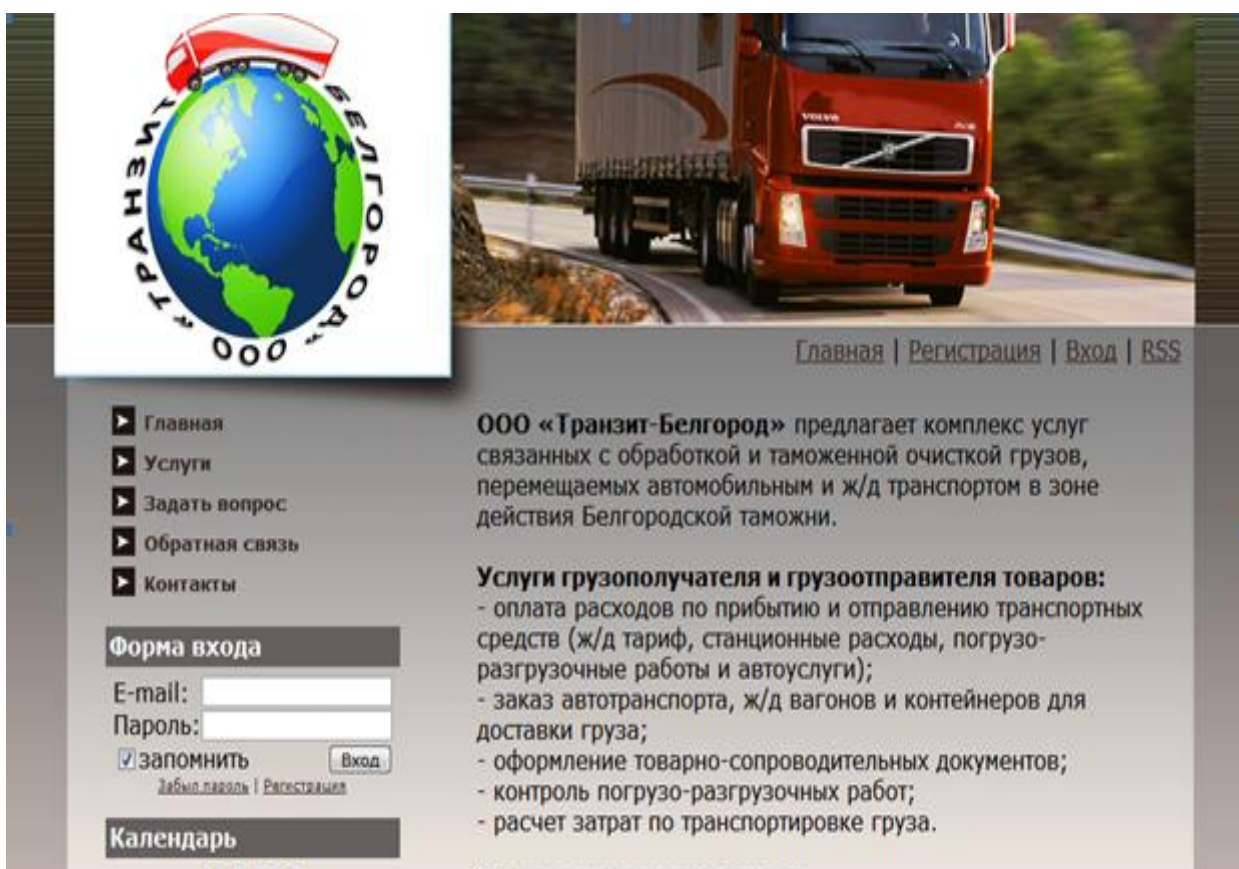 ООО «ТРАНЗИТ БЕЛГОРОД»
VOLVO
Главная | Регистрация | Вход | RSS
Главная
Услуги
Задать вопрос
Обратная связь
Контакты
Форма входа
E-mail:
Пароль:
запомнить Вход
Забыл пароль | Регистрация
Календарь
ООО «Транзит-Белгород» предлагает комплекс услуг
связанных с обработкой и таможенной очисткой грузов,
перемещаемых автомобильным и ж/д транспортом в зоне
действия Белгородской таможни.
Услуги грузополучателя и грузоотправителя товаров:
- оплата расходов по прибытию и отправлению транспортных
средств (ж/д тариф, станционные расходы, погрузо-
разгрузочные работы и автоуслуги);
- заказ автотранспорта, ж/д вагонов и контейнеров для
доставки груза;
- оформление товарно-сопроводительных документов;
- контроль погрузо-разгрузочных работ;
- расчет затрат по транспортировке груза.